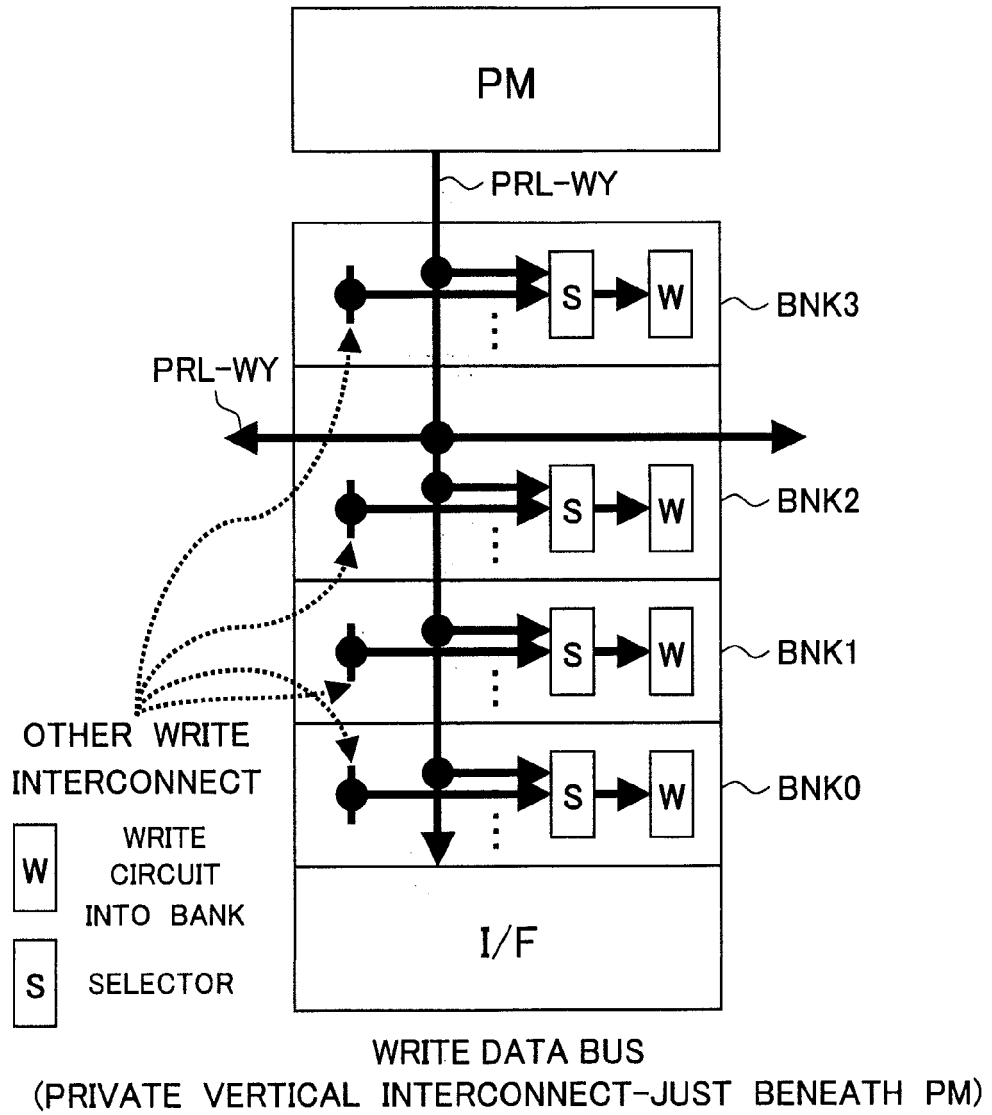 PM
PRL-WY
S
W
BNK3
PRL-WY
S
W
BNK2
S
W
BNK1
OTHER WRITE
INTERCONNECT
S
W
BNK0
W
WRITE
CIRCUIT
INTO BANK
S
SELECTOR
I/F
WRITE DATA BUS
(PRIVATE VERTICAL INTERCONNECT-JUST BENEATH PM)